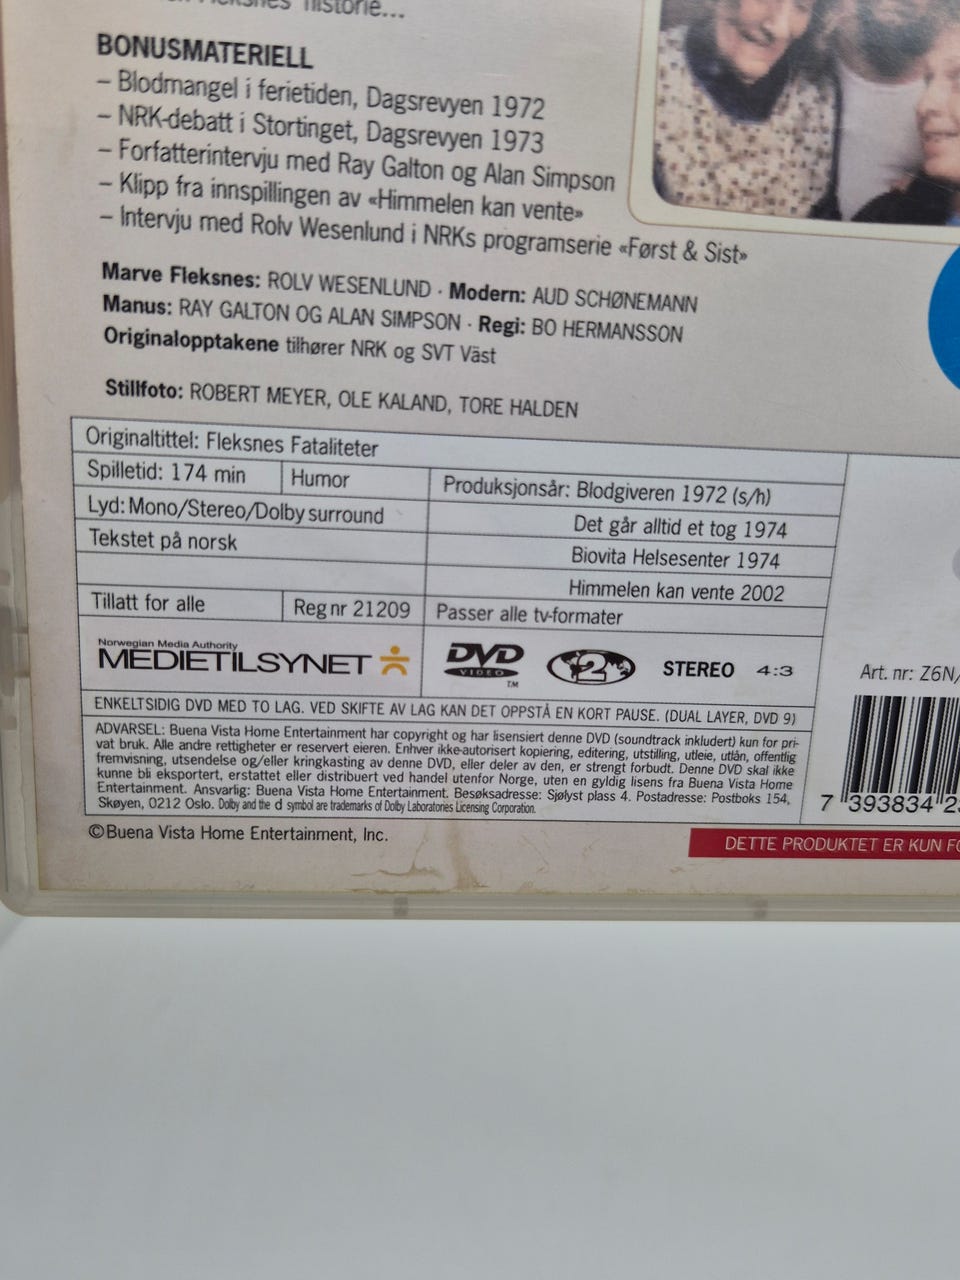 Fleksnes historie...
BONUSMATERIELL
– Blodmangel i ferietiden, Dagsrevyen 1972
– NRK-debatt i Stortinget, Dagsrevyen 1973
– Forfatterintervju med Ray Galton og Alan Simpson
– Klipp fra innspillingen av «Himmelen kan vente»
– Intervju med Rolv Wesenlund i NRKs programserie «Først & Sist»
Marve Fleksnes: ROLV WESENLUND · Modern: AUD SCHØNEMANN
Manus: RAY GALTON OG ALAN SIMPSON · Regi: BO HERMANSSON
Originalopptakene tilhører NRK og SVT Väst
Stillfoto: ROBERT MEYER, OLE KALAND, TORE HALDEN
Originaltittel: Fleksnes Fataliteter
Spilletid: 174 min Humor Produksjonsår: Blodgiveren 1972 (s/h)
Lyd: Mono/Stereo/Dolby surround Det går alltid et tog 1974
Tekstet på norsk Biovita Helsesenter 1974
Himmelen kan vente 2002
Tillatt for alle Reg nr 21209 Passer alle tv-formater
Norwegian Media Authority
MEDIETILSYNET DVD VIDEO TM 2 STEREO 4:3
Art. nr: Z6N/
ENKELTSIDIG DVD MED TO LAG. VED SKIFTE AV LAG KAN DET OPPSTÅ EN KORT PAUSE. (DUAL LAYER, DVD 9)
ADVARSEL: Buena Vista Home Entertainment har copyright og har lisensiert denne DVD (soundtrack inkludert) kun for pri-
vat bruk. Alle andre rettigheter er reservert eieren. Enhver ikke-autorisert kopiering, editering, utstilling, utleie, utlån, offentlig
fremvisning, utsendelse og/eller kringkasting av denne DVD, eller deler av den, er strengt forbudt. Denne DVD skal ikke
kunne bli eksportert, erstattet eller distribuert ved handel utenfor Norge, uten en gyldig lisens fra Buena Vista Home
Entertainment. Ansvarlig: Buena Vista Home Entertainment. Besøksadresse: Sjølyst plass 4. Postadresse: Postboks 154,
Skøyen, 0212 Oslo. Dolby and the d symbol are trademarks of Dolby Laboratories Licensing Corporation.
7 393834 2
©Buena Vista Home Entertainment, Inc.
DETTE PRODUKTET ER KUN